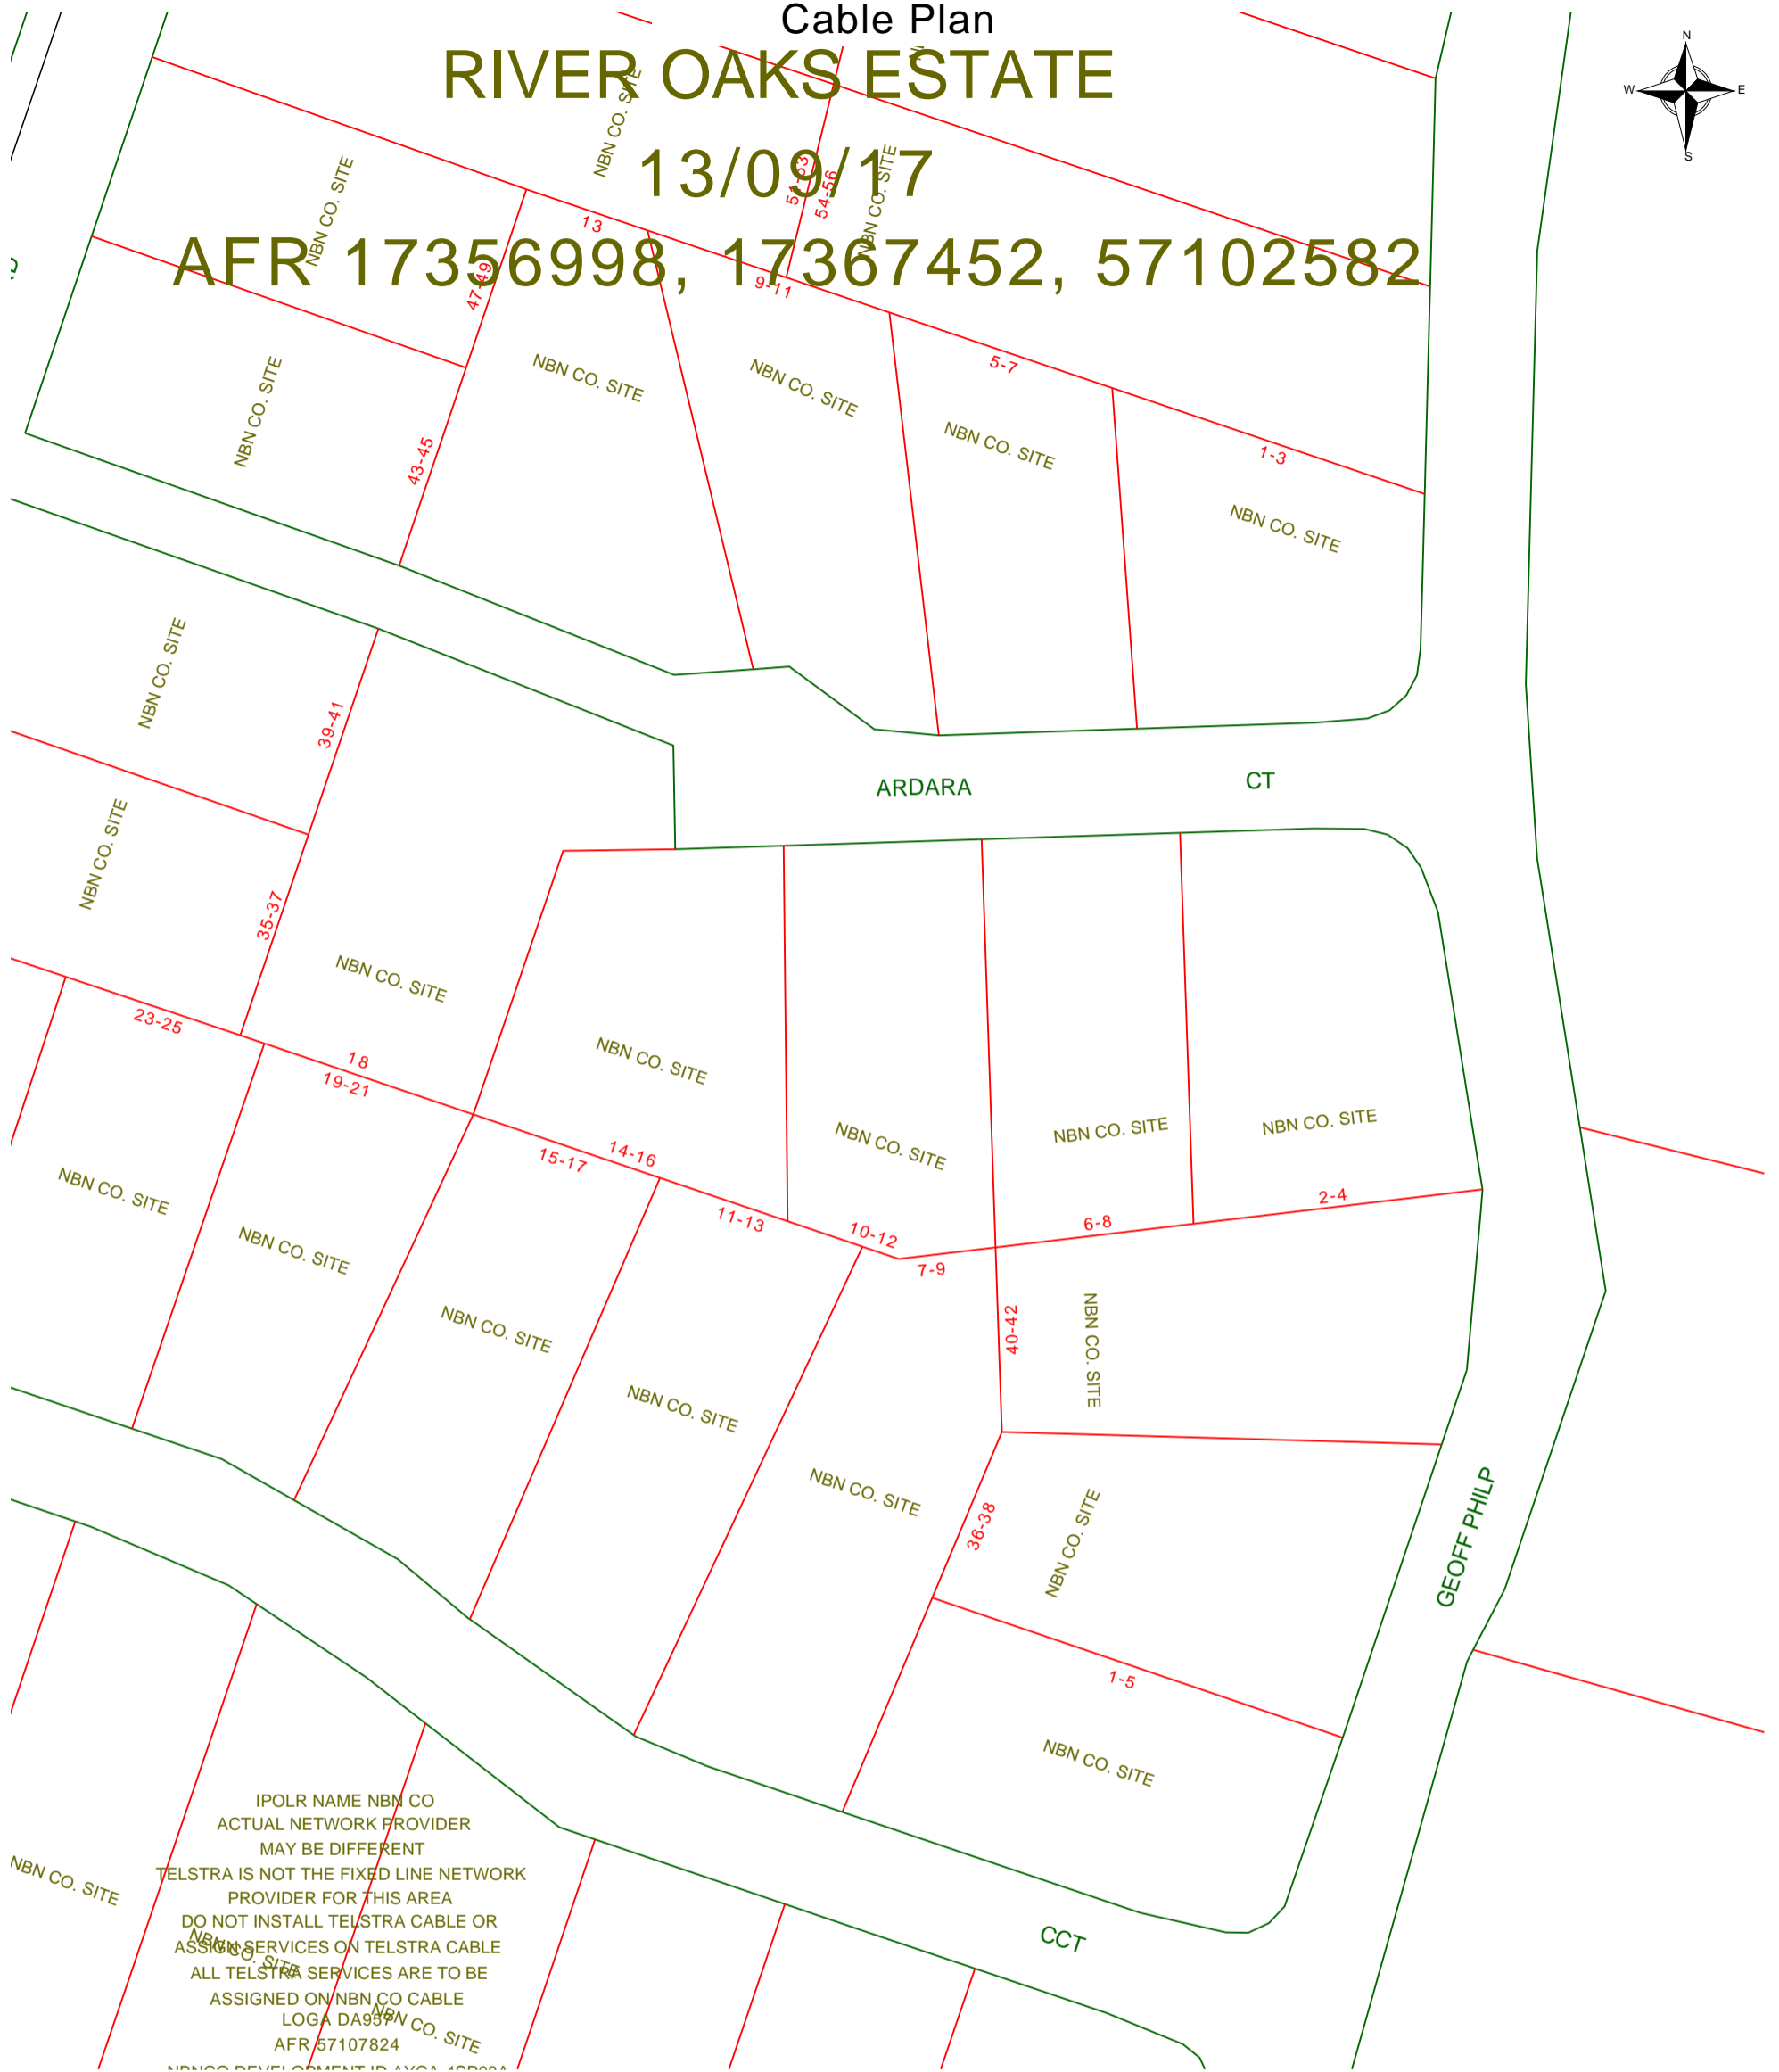 Cable Plan
N
W E
S
RIVER OAKS ESTATE
13/09/17
AFR 17356998, 17367452, 57102582
NBN CO. SITE
NBN CO. SITE
NBN CO. SITE
54-56
13
47-49
9-11
5-7
1-3
NBN CO. SITE
NBN CO. SITE
NBN CO. SITE
NBN CO. SITE
NBN CO. SITE
43-45
NBN CO. SITE
39-41
ARDARA CT
NBN CO. SITE
35-37
NBN CO. SITE
23-25
18
19-21
NBN CO. SITE
NBN CO. SITE
NBN CO. SITE
NBN CO. SITE
14-16
15-17
11-13
10-12
7-9
6-8
2-4
NBN CO. SITE
NBN CO. SITE
NBN CO. SITE
NBN CO. SITE
40-42
NBN CO. SITE
NBN CO. SITE
36-38
NBN CO. SITE
GEOFF PHILP
1-5
NBN CO. SITE
IPOLR NAME NBN CO
ACTUAL NETWORK PROVIDER
MAY BE DIFFERENT
TELSTRA IS NOT THE FIXED LINE NETWORK
PROVIDER FOR THIS AREA
DO NOT INSTALL TELSTRA CABLE OR
ASSIGN SERVICES ON TELSTRA CABLE
ALL TELSTRA SERVICES ARE TO BE
ASSIGNED ON NBN CO CABLE
LOGA DA957
AFR 57107824
NBN CO. SITE
NBN CO. SITE
NBN CO. SITE
CCT